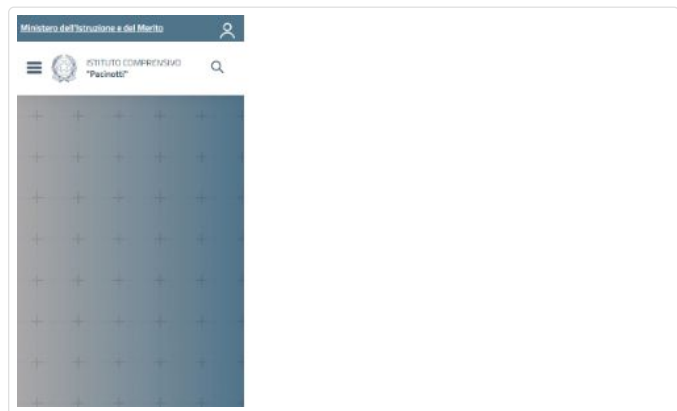 Ministero dell'Istruzione e del Merito
ISTITUTO COMPRENSIVO
"Pacinotti"